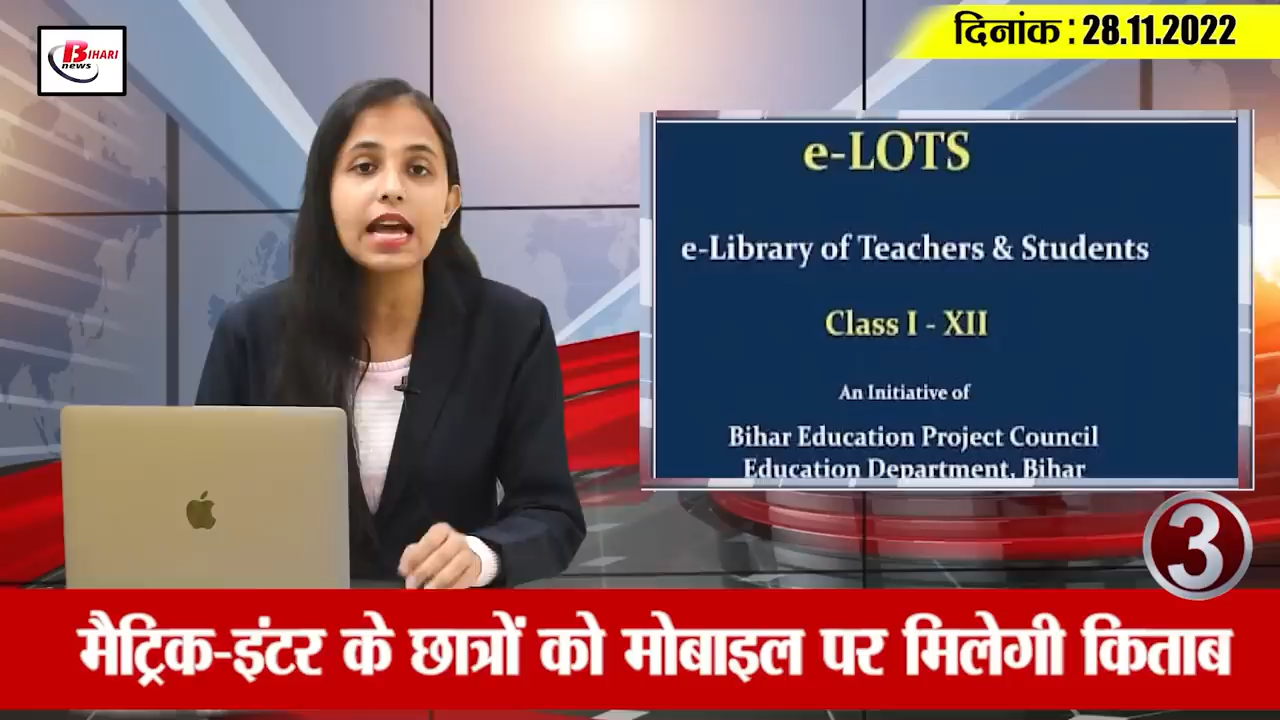 BIHARI
news
दिनांक : 28.11.2022
e-LOTS
e-Library of Teachers & Students
Class I - XII
An Initiative of
Bihar Education Project Council
Education Department, Bihar
3
मैट्रिक-इंटर के छात्रों को मोबाइल पर मिलेगी किताब